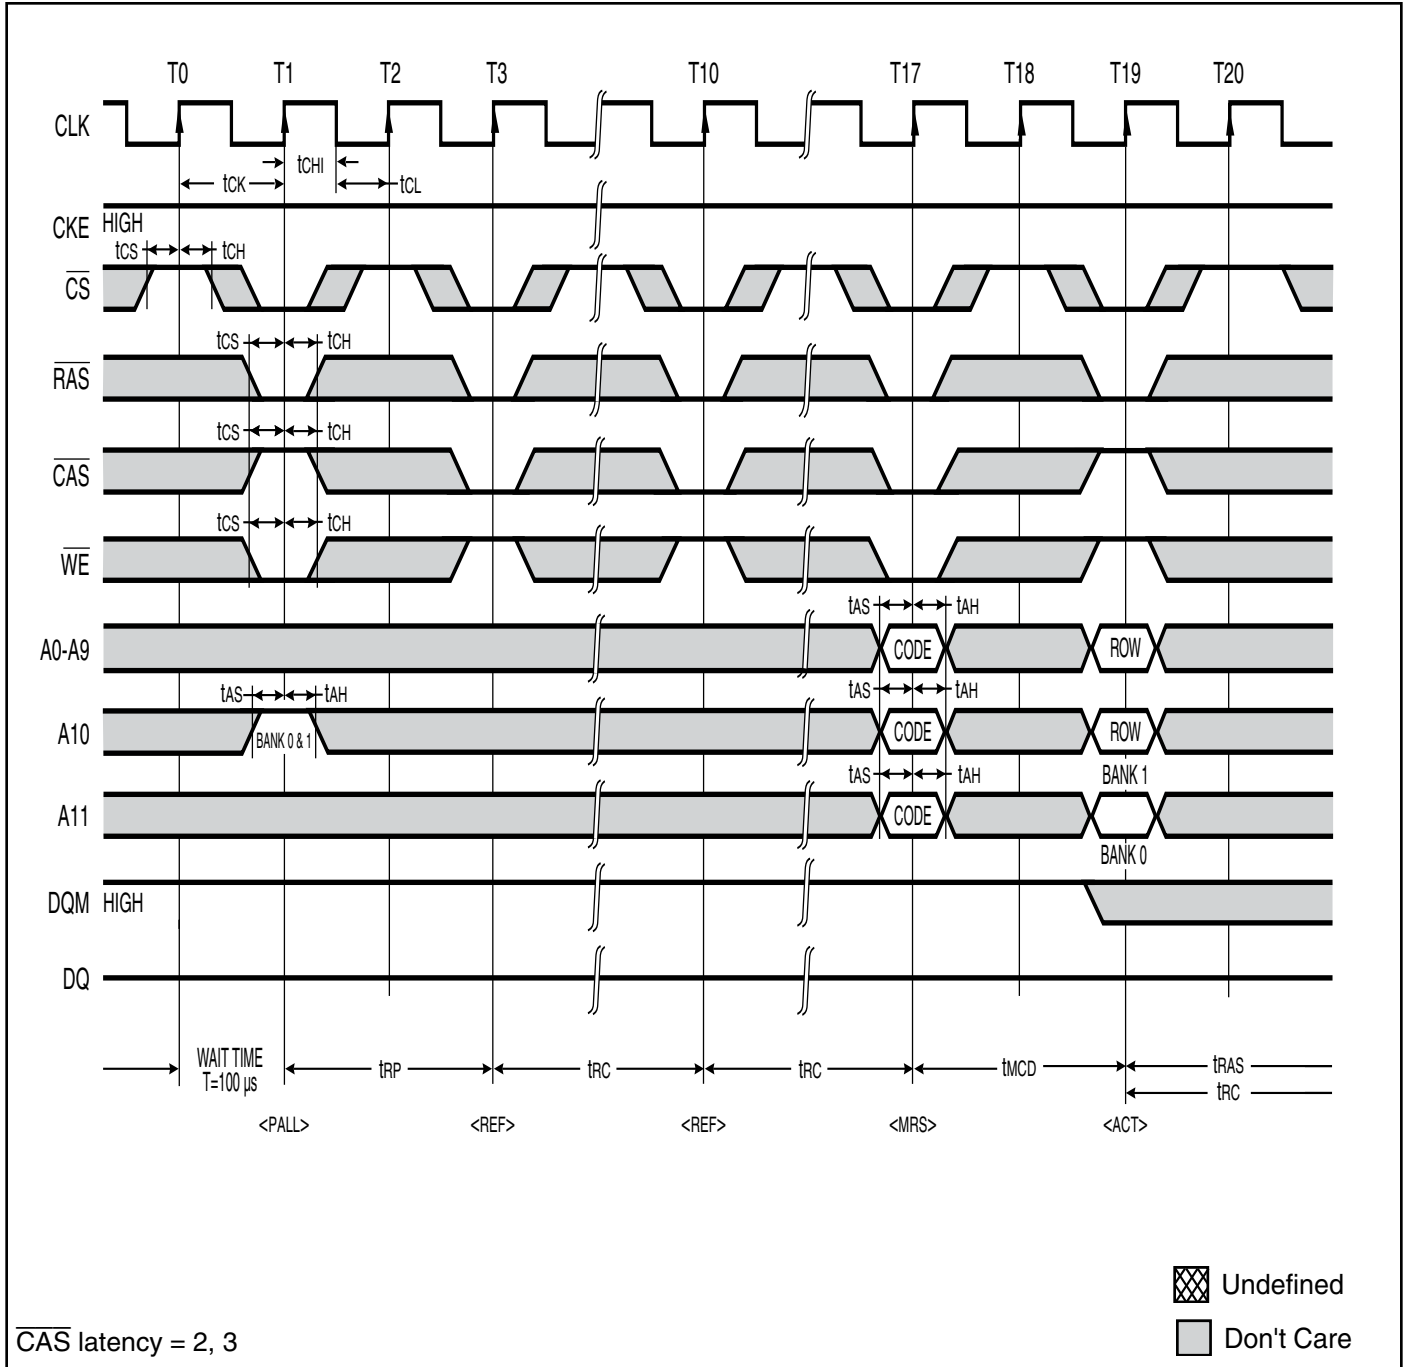 T0 T1 T2 T3 T10 T17 T18 T19 T20
CLK
tCHI
tCK tCL
CKE HIGH
tCS tCH
CS
tCS tCH
RAS
tCS tCH
CAS
tCS tCH
WE
tAS tAH
A0-A9 CODE ROW
tAS tAH tAS tAH
A10 BANK 0 & 1 CODE ROW
tAS tAH BANK 1
A11 CODE
BANK 0
DQM HIGH
DQ
WAIT TIME
T=100 µs
tRP tRC tRC tMCD tRAS
tRC
<PALL> <REF> <REF> <MRS> <ACT>
Undefined
CAS latency = 2, 3 Don't Care